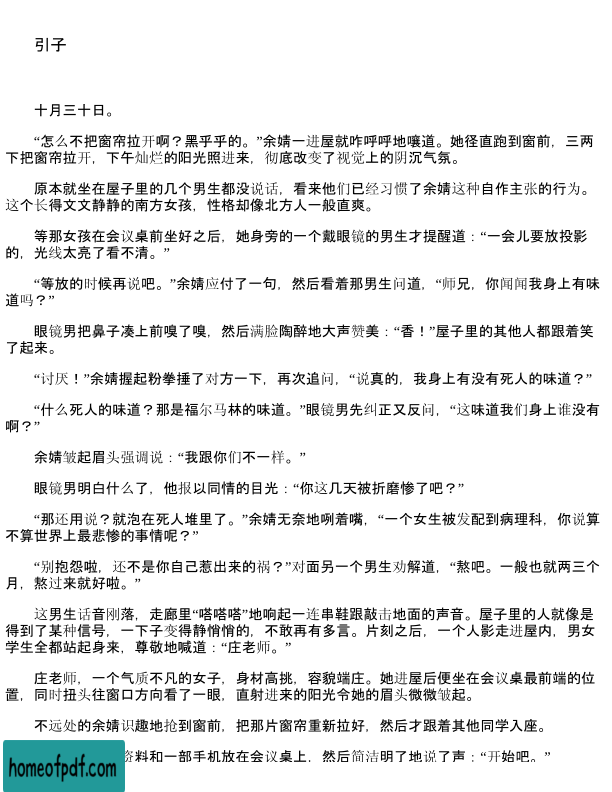 引子
十月三十日。
“怎么不把窗帘拉开啊？黑乎乎的。”余婧一进屋就咋呼呼地嚷道。她径直跑到窗前，三两
下把窗帘拉开，下午灿烂的阳光照进来，彻底改变了视觉上的阴沉气氛。
原本就坐在屋子里的几个男生都没说话，看来他们已经习惯了余婧这种自作主张的行为。
这个长得文文静静的南方女孩，性格却像北方人一般直爽。
等那女孩在会议桌前坐好之后，她身旁的一个戴眼镜的男生才提醒道：“一会儿要放投影
的，光线太亮了看不清。”
“等放的时候再说吧。”余婧应付了一句，然后看着那男生问道，“师兄，你闻闻我身上有味
道吗？”
眼镜男把鼻子凑上前嗅了嗅，然后满脸陶醉地大声赞美：“香！”屋子里的其他人都跟着笑
了起来。
“讨厌！”余婧握起粉拳捶了对方一下，再次追问，“说真的，我身上有没有死人的味道？”
“什么死人的味道？那是福尔马林的味道。”眼镜男先纠正又反问，“这味道我们身上谁没有
啊？”
余婧皱起眉头强调说：“我跟你们不一样。”
眼镜男明白什么了，他报以同情的目光：“你这几天被折磨惨了吧？”
“那还用说？就泡在死人堆里了。”余婧无奈地咧着嘴，“一个女生被发配到病理科，你说算
不算世界上最悲惨的事情呢？”
“别抱怨啦，还不是你自己惹出来的祸？”对面另一个男生劝解道，“熬吧。一般也就两三个
月，熬过来就好啦。”
这男生话音刚落，走廊里“嗒嗒嗒”地响起一连串鞋跟敲击地面的声音。屋子里的人就像是
得到了某种信号，一下子变得静悄悄的，不敢再有多言。片刻之后，一个人影走进屋内，男女
学生全都站起身来，尊敬地喊道：“庄老师。”
庄老师，一个气质不凡的女子，身材高挑，容貌端庄。她进屋后便坐在会议桌最前端的位
置，同时扭头往窗口方向看了一眼，直射进来的阳光令她的眉头微微皱起。
不远处的余婧识趣地抢到窗前，把那片窗帘重新拉好，然后才跟着其他同学入座。
资料和一部手机放在会议桌上，然后简洁明了地说了声：“开始吧。”
homeofpdf.com